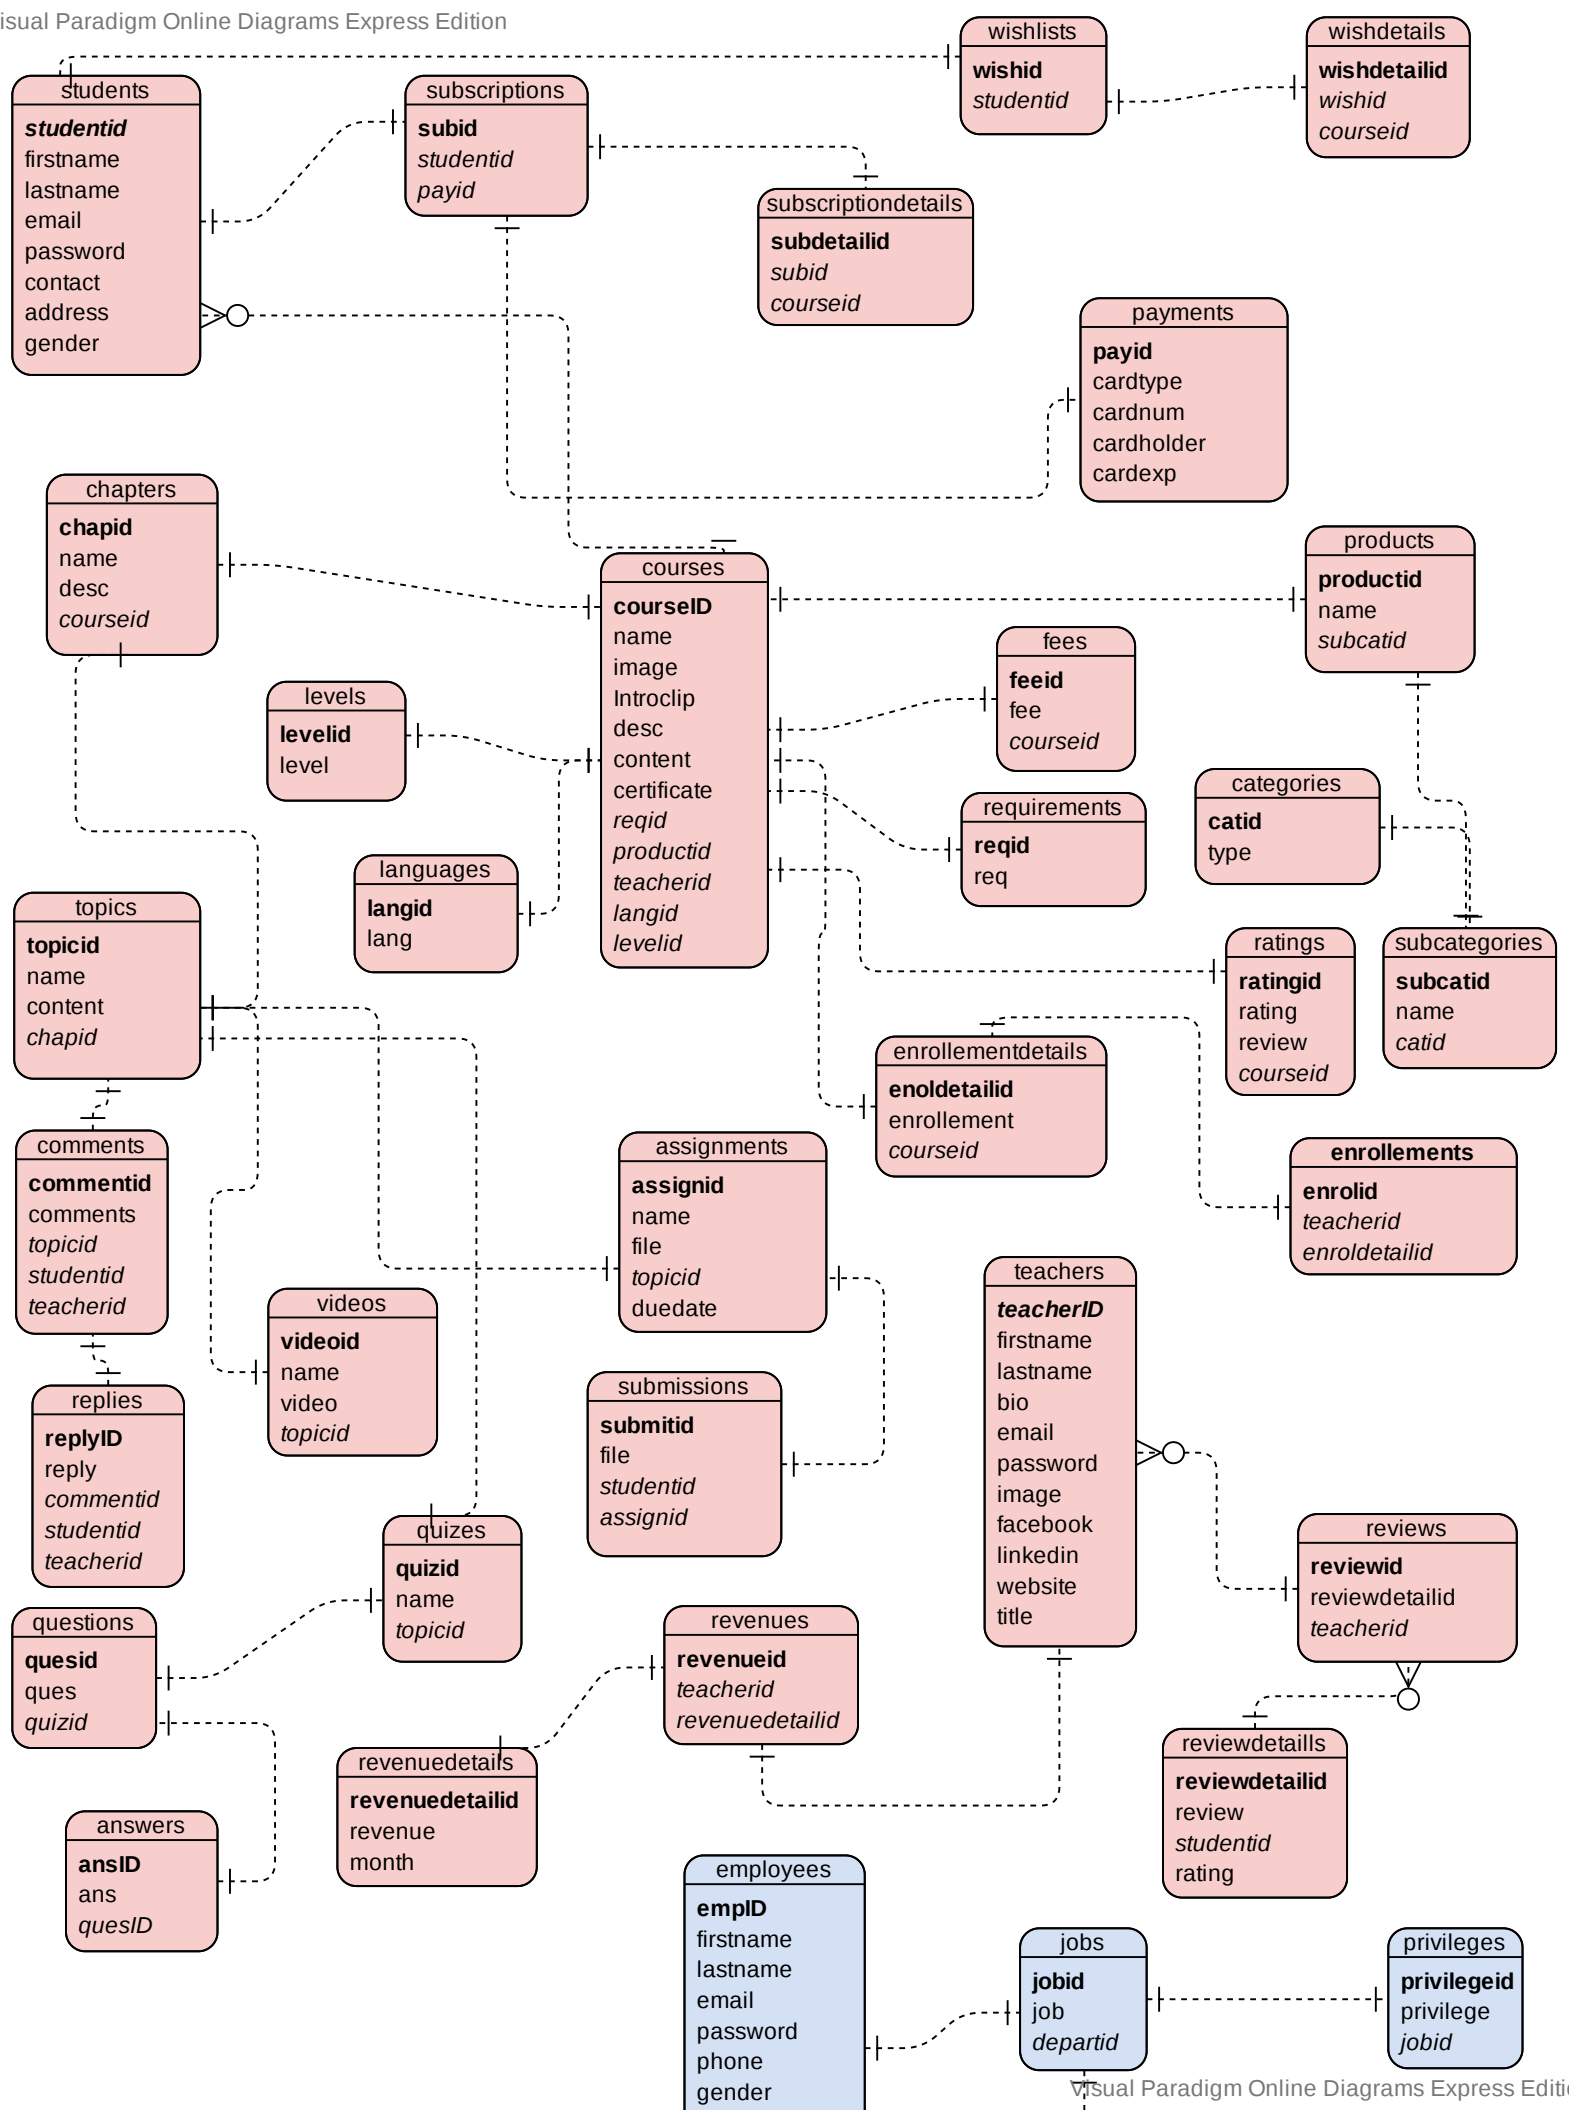 isual Paradigm Online Diagrams Express Edition
wishlists
wishid
studentid
wishdetails
wishdetailid
wishid
courseid
students
studentid
firstname
lastname
email
password
contact
address
gender
subscriptions
subid
studentid
payid
subscriptiondetails
subdetailid
subid
courseid
payments
payid
cardtype
cardnum
cardholder
cardexp
chapters
chapid
name
desc
courseid
courses
courseID
name
image
Introclip
desc
content
certificate
reqid
productid
teacherid
langid
levelid
products
productid
name
subcatid
fees
feeid
fee
courseid
levels
levelid
level
categories
catid
type
requirements
reqid
req
languages
langid
lang
topics
topicid
name
content
chapid
ratings
ratingid
rating
review
courseid
subcategories
subcatid
name
catid
enrollementdetails
enoldetailid
enrollement
courseid
comments
commentid
comments
topicid
studentid
teacherid
assignments
assignid
name
file
topicid
duedate
enrollements
enrolid
teacherid
enroldetailid
teachers
teacherID
firstname
lastname
bio
email
password
image
facebook
linkedin
website
title
videos
videoid
name
video
topicid
submissions
submitid
file
studentid
assignid
replies
replyID
reply
commentid
studentid
teacherid
quizes
quizid
name
topicid
reviews
reviewid
reviewdetailid
teacherid
questions
quesid
ques
quizid
revenues
revenueid
teacherid
revenuedetailid
reviewdetaills
reviewdetailid
review
studentid
rating
revenuedetails
revenuedetailid
revenue
month
answers
ansID
ans
quesID
employees
empID
firstname
lastname
email
password
phone
gender
jobs
jobid
job
departid
privileges
privilegeid
privilege
jobid
Visual Paradigm Online Diagrams Express Editi